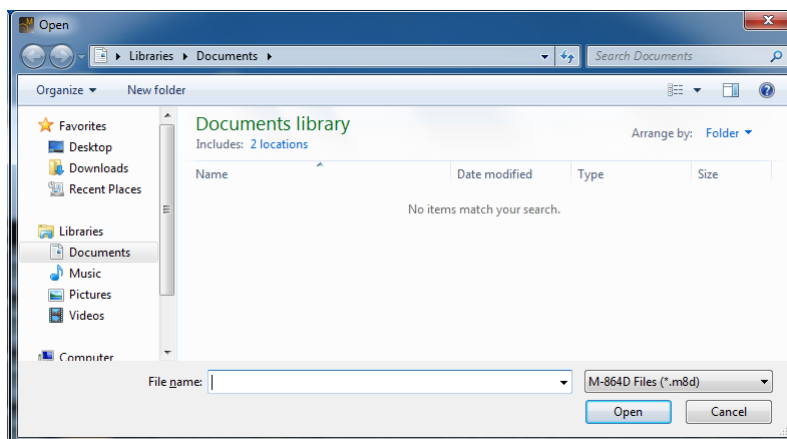 Open
Libraries Documents
Search Documents
Organize New folder
Favorites
Desktop
Downloads
Recent Places
Libraries
Documents
Music
Pictures
Videos
Computer
Documents library
Includes: 2 locations
Arrange by: Folder
Name Date modified Type Size
No items match your search.
File name: M-864D Files (*.m8d)
Open Cancel